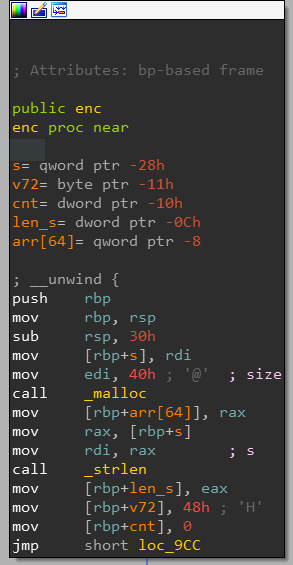 ; Attributes: bp-based frame
public enc
enc proc near
s= qword ptr -28h
v72= byte ptr -11h
cnt= dword ptr -10h
len_s= dword ptr -0Ch
arr[64]= qword ptr -8
; __unwind {
push rbp
mov rbp, rsp
sub rsp, 30h
mov [rbp+s], rdi
mov edi, 40h ; '@' ; size
call _malloc
mov [rbp+arr[64]], rax
mov rax, [rbp+s]
mov rdi, rax ; s
call _strlen
mov [rbp+len_s], eax
mov [rbp+v72], 48h ; 'H'
mov [rbp+cnt], 0
jmp short loc_9CC